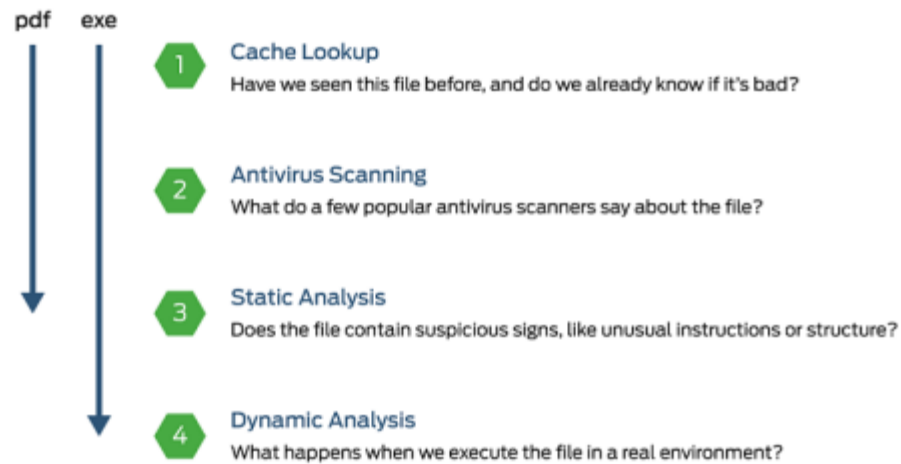 pdf exe
1 Cache Lookup
Have we seen this file before, and do we already know if it's bad?
2 Antivirus Scanning
What do a few popular antivirus scanners say about the file?
3 Static Analysis
Does the file contain suspicious signs, like unusual instructions or structure?
4 Dynamic Analysis
What happens when we execute the file in a real environment?